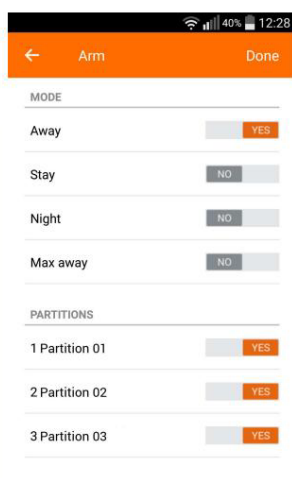 40% 12:28
Arm Done
MODE
Away YES
Stay NO
Night NO
Max away NO
PARTITIONS
1 Partition 01 YES
2 Partition 02 YES
3 Partition 03 YES